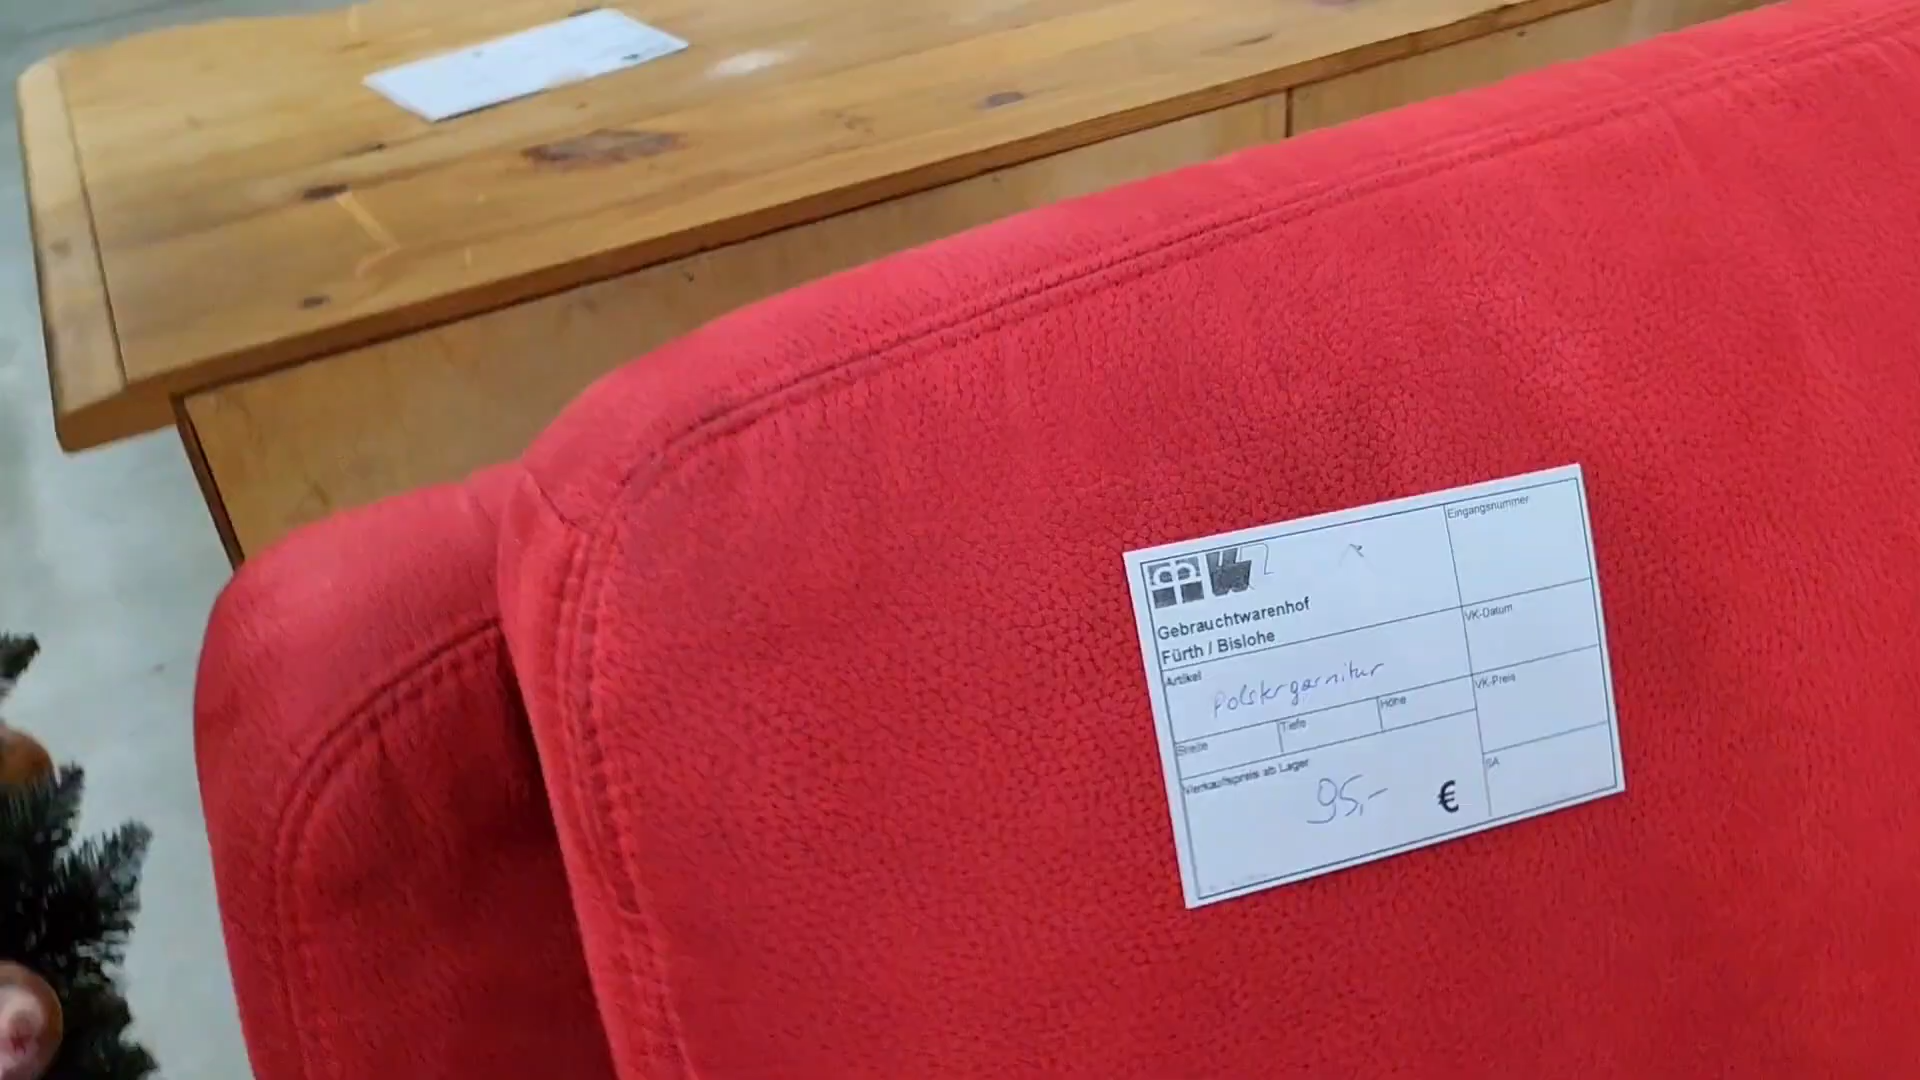 Eingangsnummer
Gebrauchtwarenhof
Fürth / Bislohe
VK-Datum
Artikel
Polstergarnitur
VK-Preis
Breite
Tiefe
Höhe
Verkaufspreis ab Lager
SA
95,- €